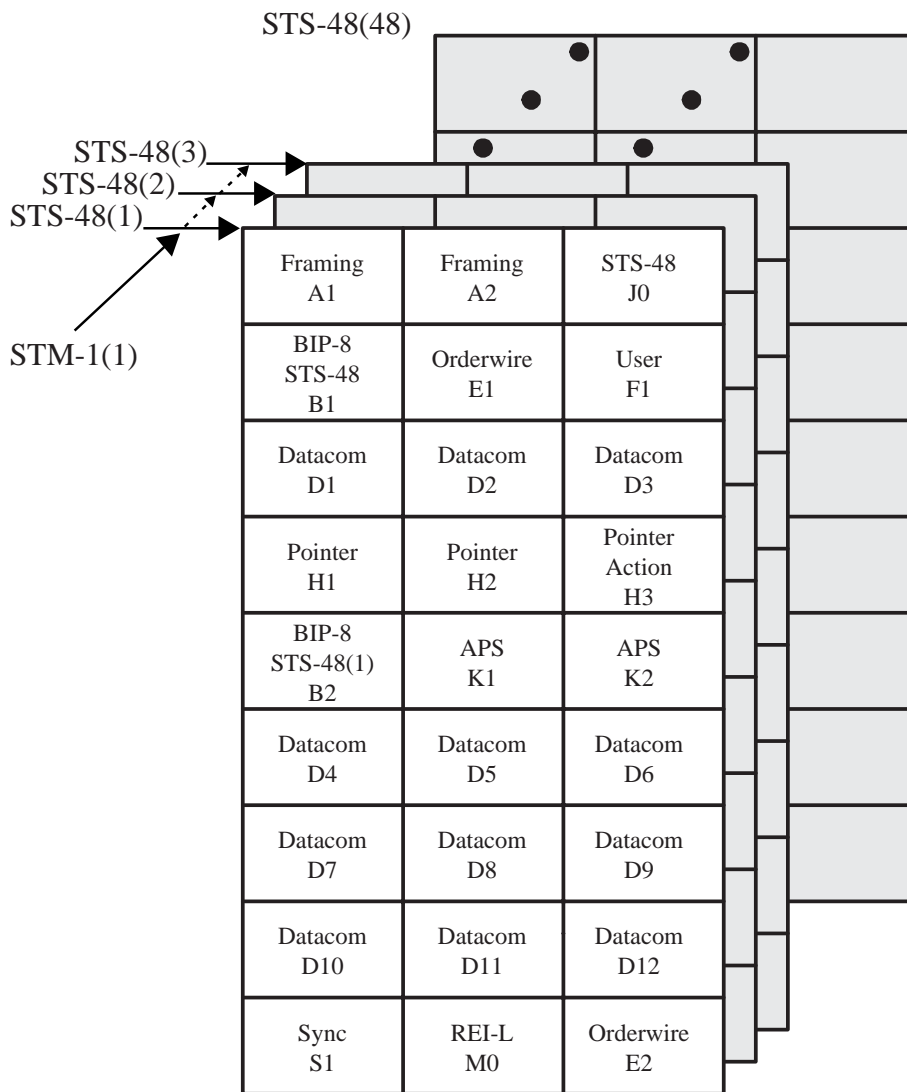 STS-48(48)
STS-48(3)
STS-48(2)
STS-48(1)
STM-1(1)
Framing
A1
Framing
A2
STS-48
J0
BIP-8
STS-48
B1
Orderwire
E1
User
F1
Datacom
D1
Datacom
D2
Datacom
D3
Pointer
H1
Pointer
H2
Pointer
Action
H3
BIP-8
STS-48(1)
B2
APS
K1
APS
K2
Datacom
D4
Datacom
D5
Datacom
D6
Datacom
D7
Datacom
D8
Datacom
D9
Datacom
D10
Datacom
D11
Datacom
D12
Sync
S1
REI-L
M0
Orderwire
E2